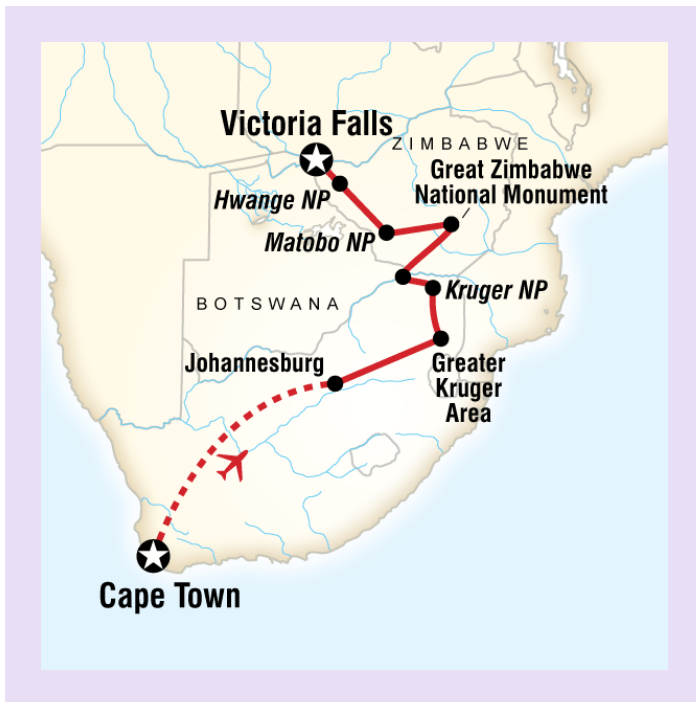 Victoria Falls
ZIMBABWE
Great Zimbabwe
National Monument
Hwange NP
Matobo NP
Kruger NP
BOTSWANA
Johannesburg
Greater
Kruger
Area
Cape Town